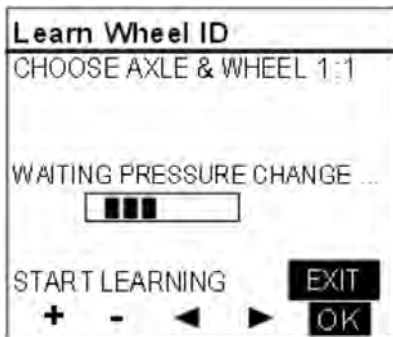 Learn Wheel ID
CHOOSE AXLE & WHEEL 1:1
WAITING PRESSURE CHANGE ...
START LEARNING EXIT
+ - ◄ ► OK